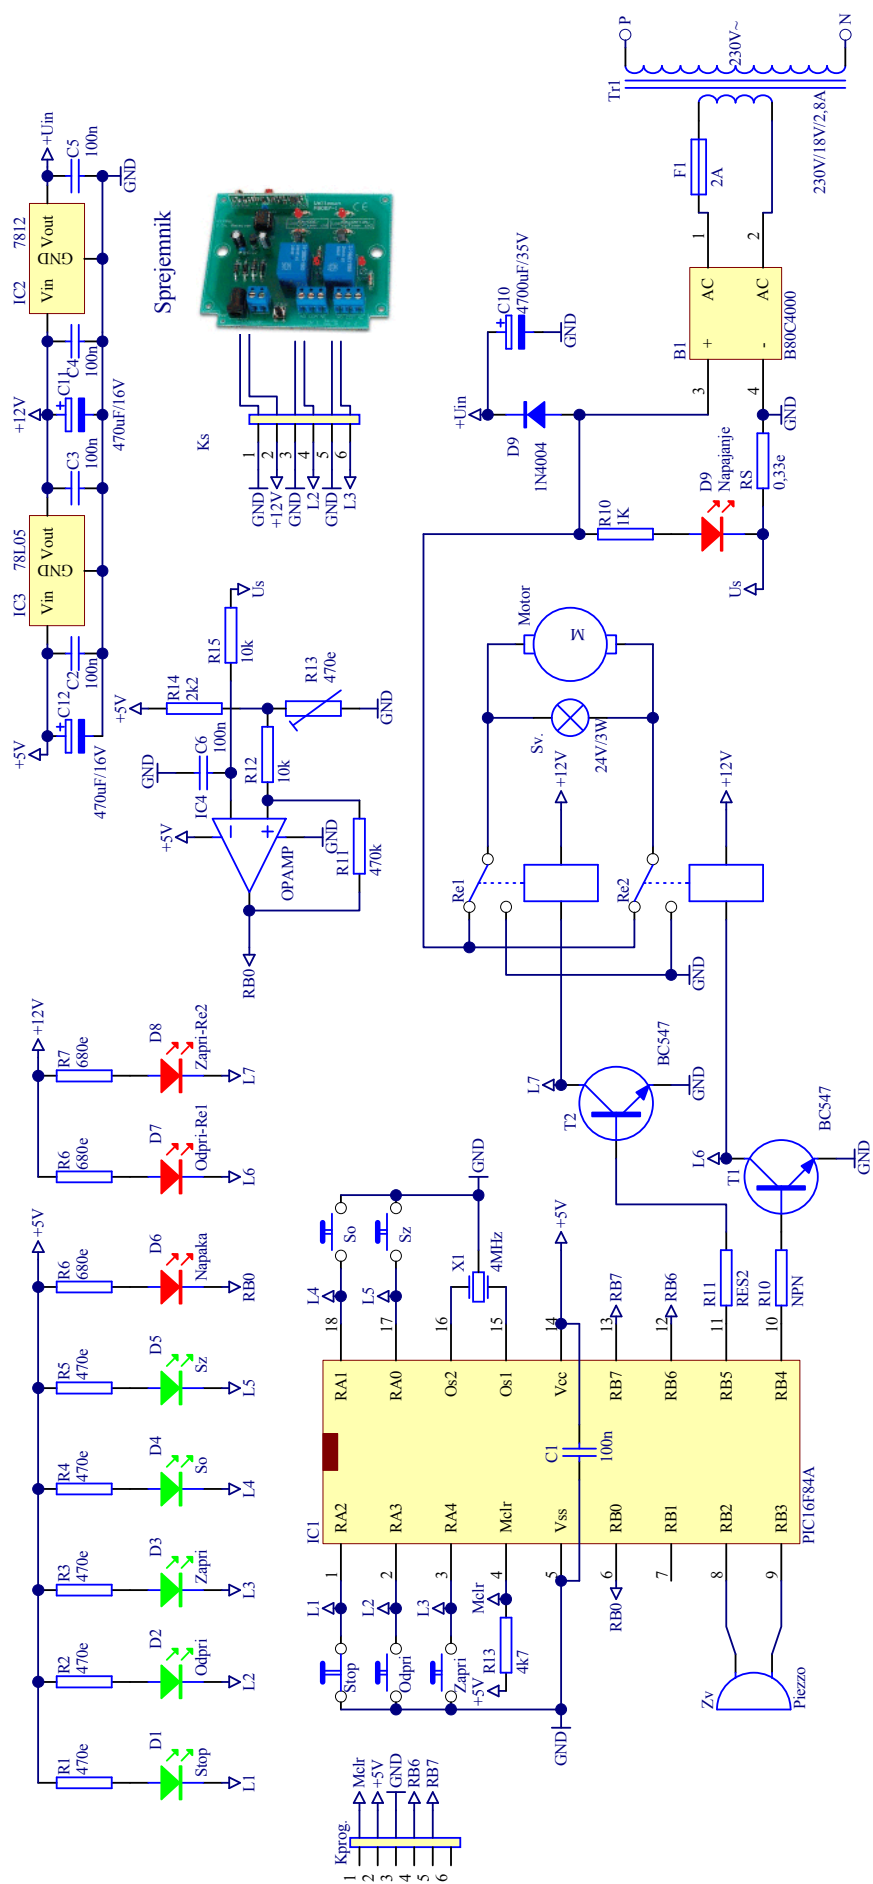 +5V
C12
470uF/16V
C2
100n
IC3
78L05
Vin
GND
Vout
C3
100n
+12V
C11
470uF/16V
C4
100n
IC2
7812
Vin
GND
Vout
C5
100n
+Uin
GND
Sprejemnik
Ks
1
2
3
4
5
6
GND
+12V
GND
L2
GND
L3
+5V
R14
2k2
R15
10k
Us
R13
470e
GND
GND
C6
100n
R12
10k
IC4
+5V
OPAMP
GND
R11
470k
RB0
Tr1
P
N
230V~
230V/18V/2,8A
F1
2A
1
2
B1
AC
AC
+
-
B80C4000
3
4
+Uin
C10
4700uF/35V
GND
D9
1N4004
R10
1K
D9
Napajanje
RS
0,33e
GND
Us
Motor
M
Sv.
24V/3W
+12V
+12V
Re1
Re2
GND
L7
T2
BC547
GND
L6
T1
BC547
GND
+5V
R1
470e
D1
Stop
L1
R2
470e
D2
Odpri
L2
R3
470e
D3
Zapri
L3
R4
470e
D4
So
L4
R5
470e
D5
Sz
L5
R6
680e
D6
Napaka
RB0
+12V
R6
680e
D7
Odpri-Re1
L6
R7
680e
D8
Zapri-Re2
L7
IC1
PIC16F84A
RA2
RA3
RA4
Mclr
Vss
RB0
RB1
RB2
RB3
RA1
RA0
Os2
Os1
Vcc
RB7
RB6
RB5
RB4
1
2
3
4
5
6
7
8
9
18
17
16
15
14
13
12
11
10
C1
100n
L4
So
L5
Sz
X1
4MHz
GND
+5V
RB7
RB6
R11
RES2
R10
NPN
L1
Stop
L2
Odpri
L3
Zapri
Mclr
R13
4k7
+5V
GND
RB0
Zv
Piezzo
Kprog.
1
2
3
4
5
6
Mclr
+5V
GND
RB6
RB7